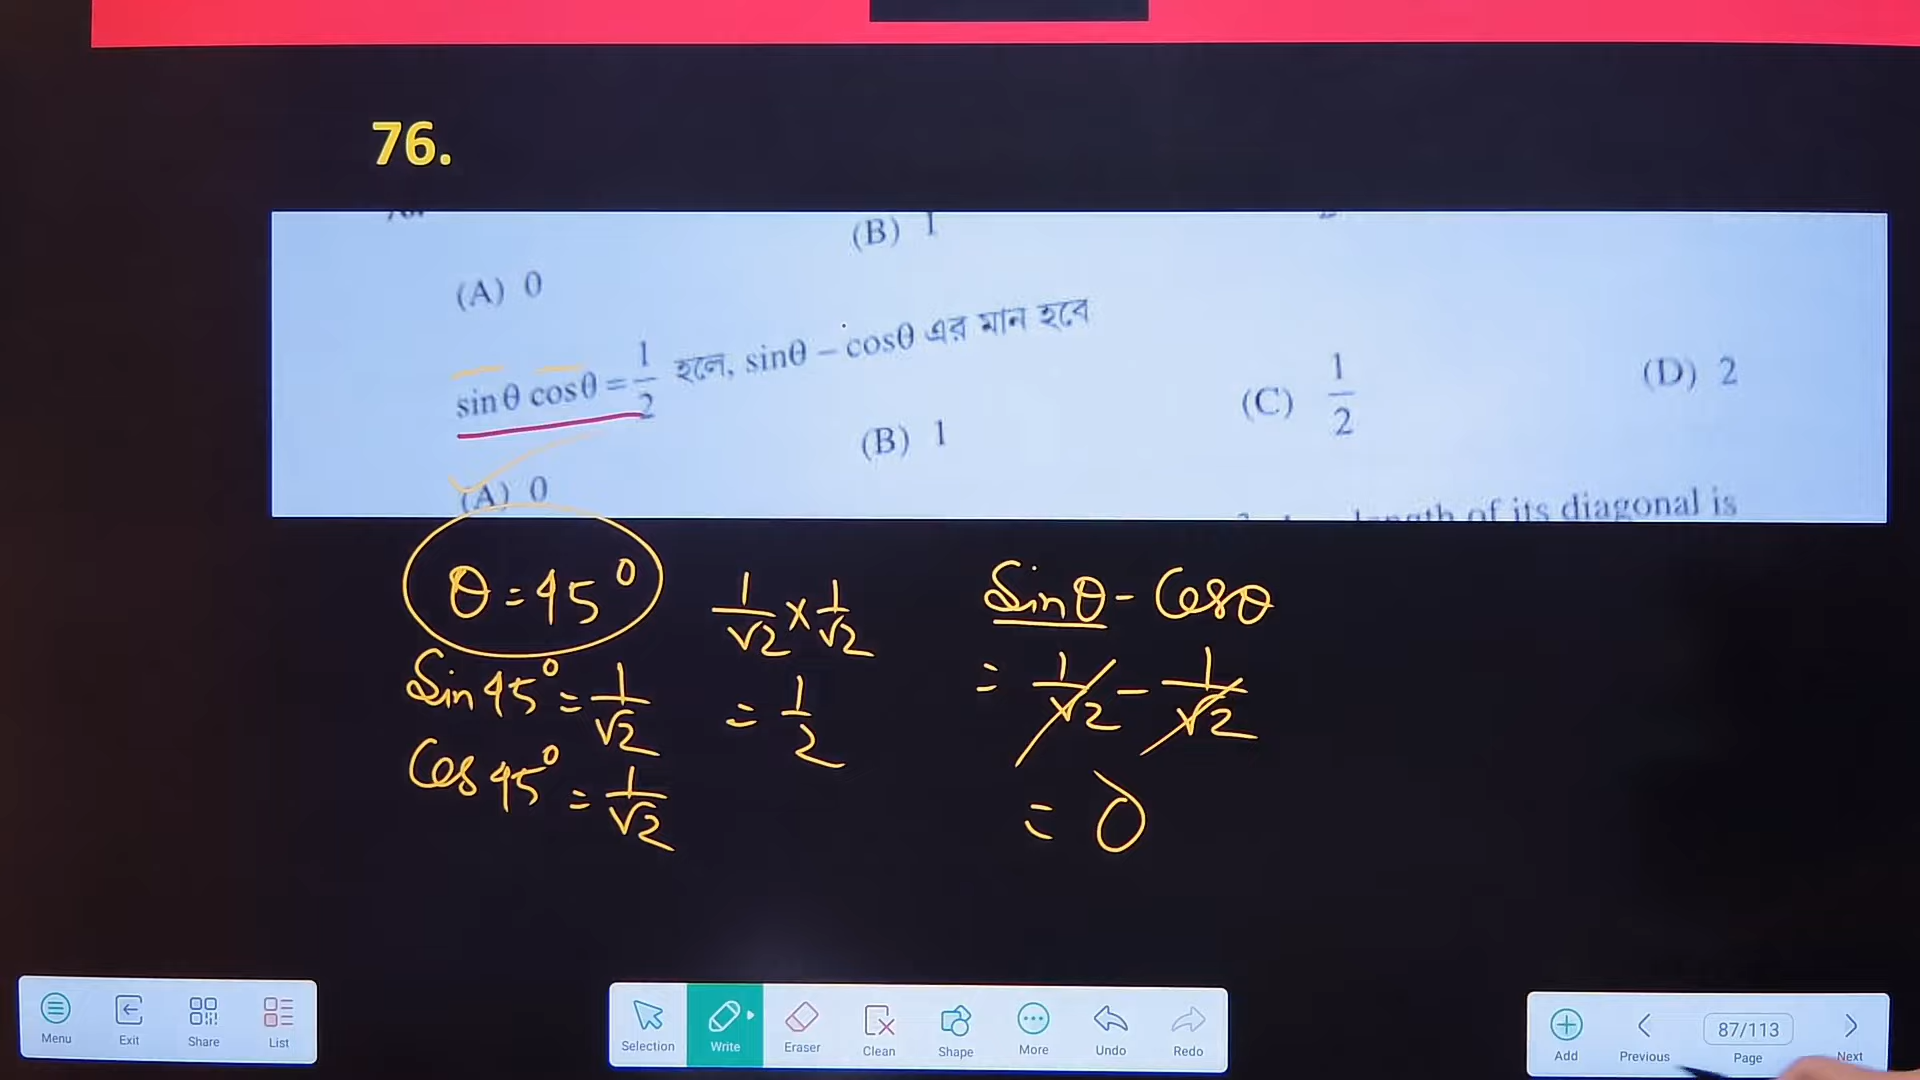 76.
(B) 1
(A) 0
sinθ cosθ = 1/2 হলে, sinθ – cosθ এর মান হবে
(A) 0 (B) 1 (C) 1/2 (D) 2
length of its diagonal is
θ = 45°
Sin 45° = 1/√2
Cos 45° = 1/√2
1/√2 × 1/√2
= 1/2
Sinθ - Cosθ
= 1/√2 - 1/√2
= 0
Menu Exit Share List
Selection Write Eraser Clean Shape More Undo Redo
Add Previous 87/113 Page Next